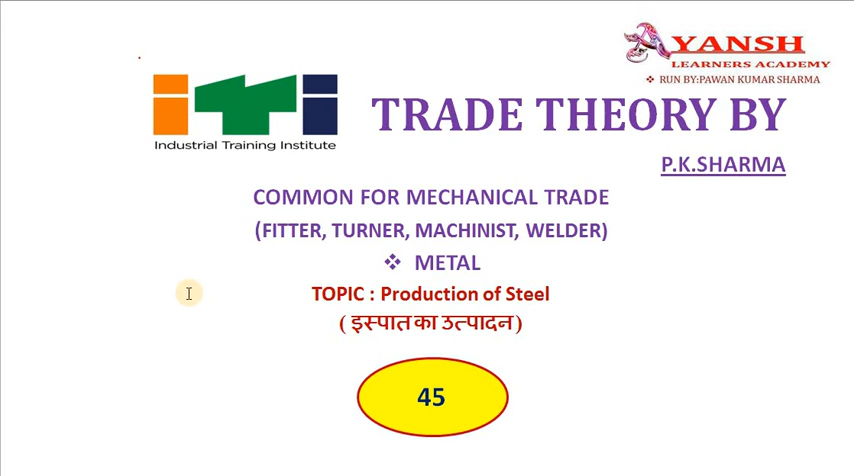 AYANSH
LEARNERS ACADEMY
❖ RUN BY:PAWAN KUMAR SHARMA
iTi
Industrial Training Institute
TRADE THEORY BY
P.K.SHARMA
COMMON FOR MECHANICAL TRADE
(FITTER, TURNER, MACHINIST, WELDER)
❖ METAL
TOPIC : Production of Steel
( इस्पात का उत्पादन )
45